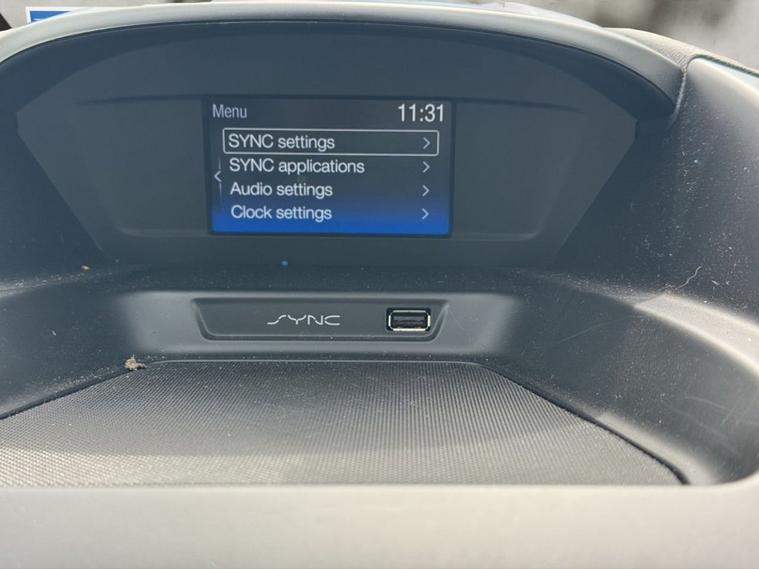 Menu 11:31
SYNC settings
SYNC applications
Audio settings
Clock settings
SYNC